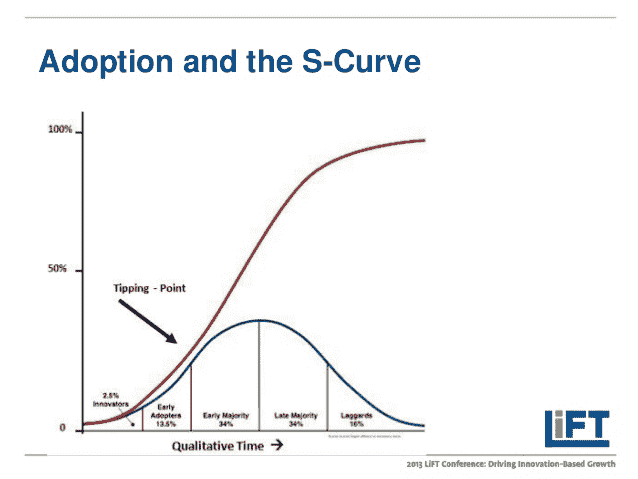 Adoption and the S-Curve
100%
50%
Tipping - Point
2.5%
Innovators
Early
Adopters
13.5%
Early Majority
34%
Late Majority
34%
Laggards
16%
0
Qualitative Time →
LiFT
2013 LiFT Conference: Driving Innovation-Based Growth